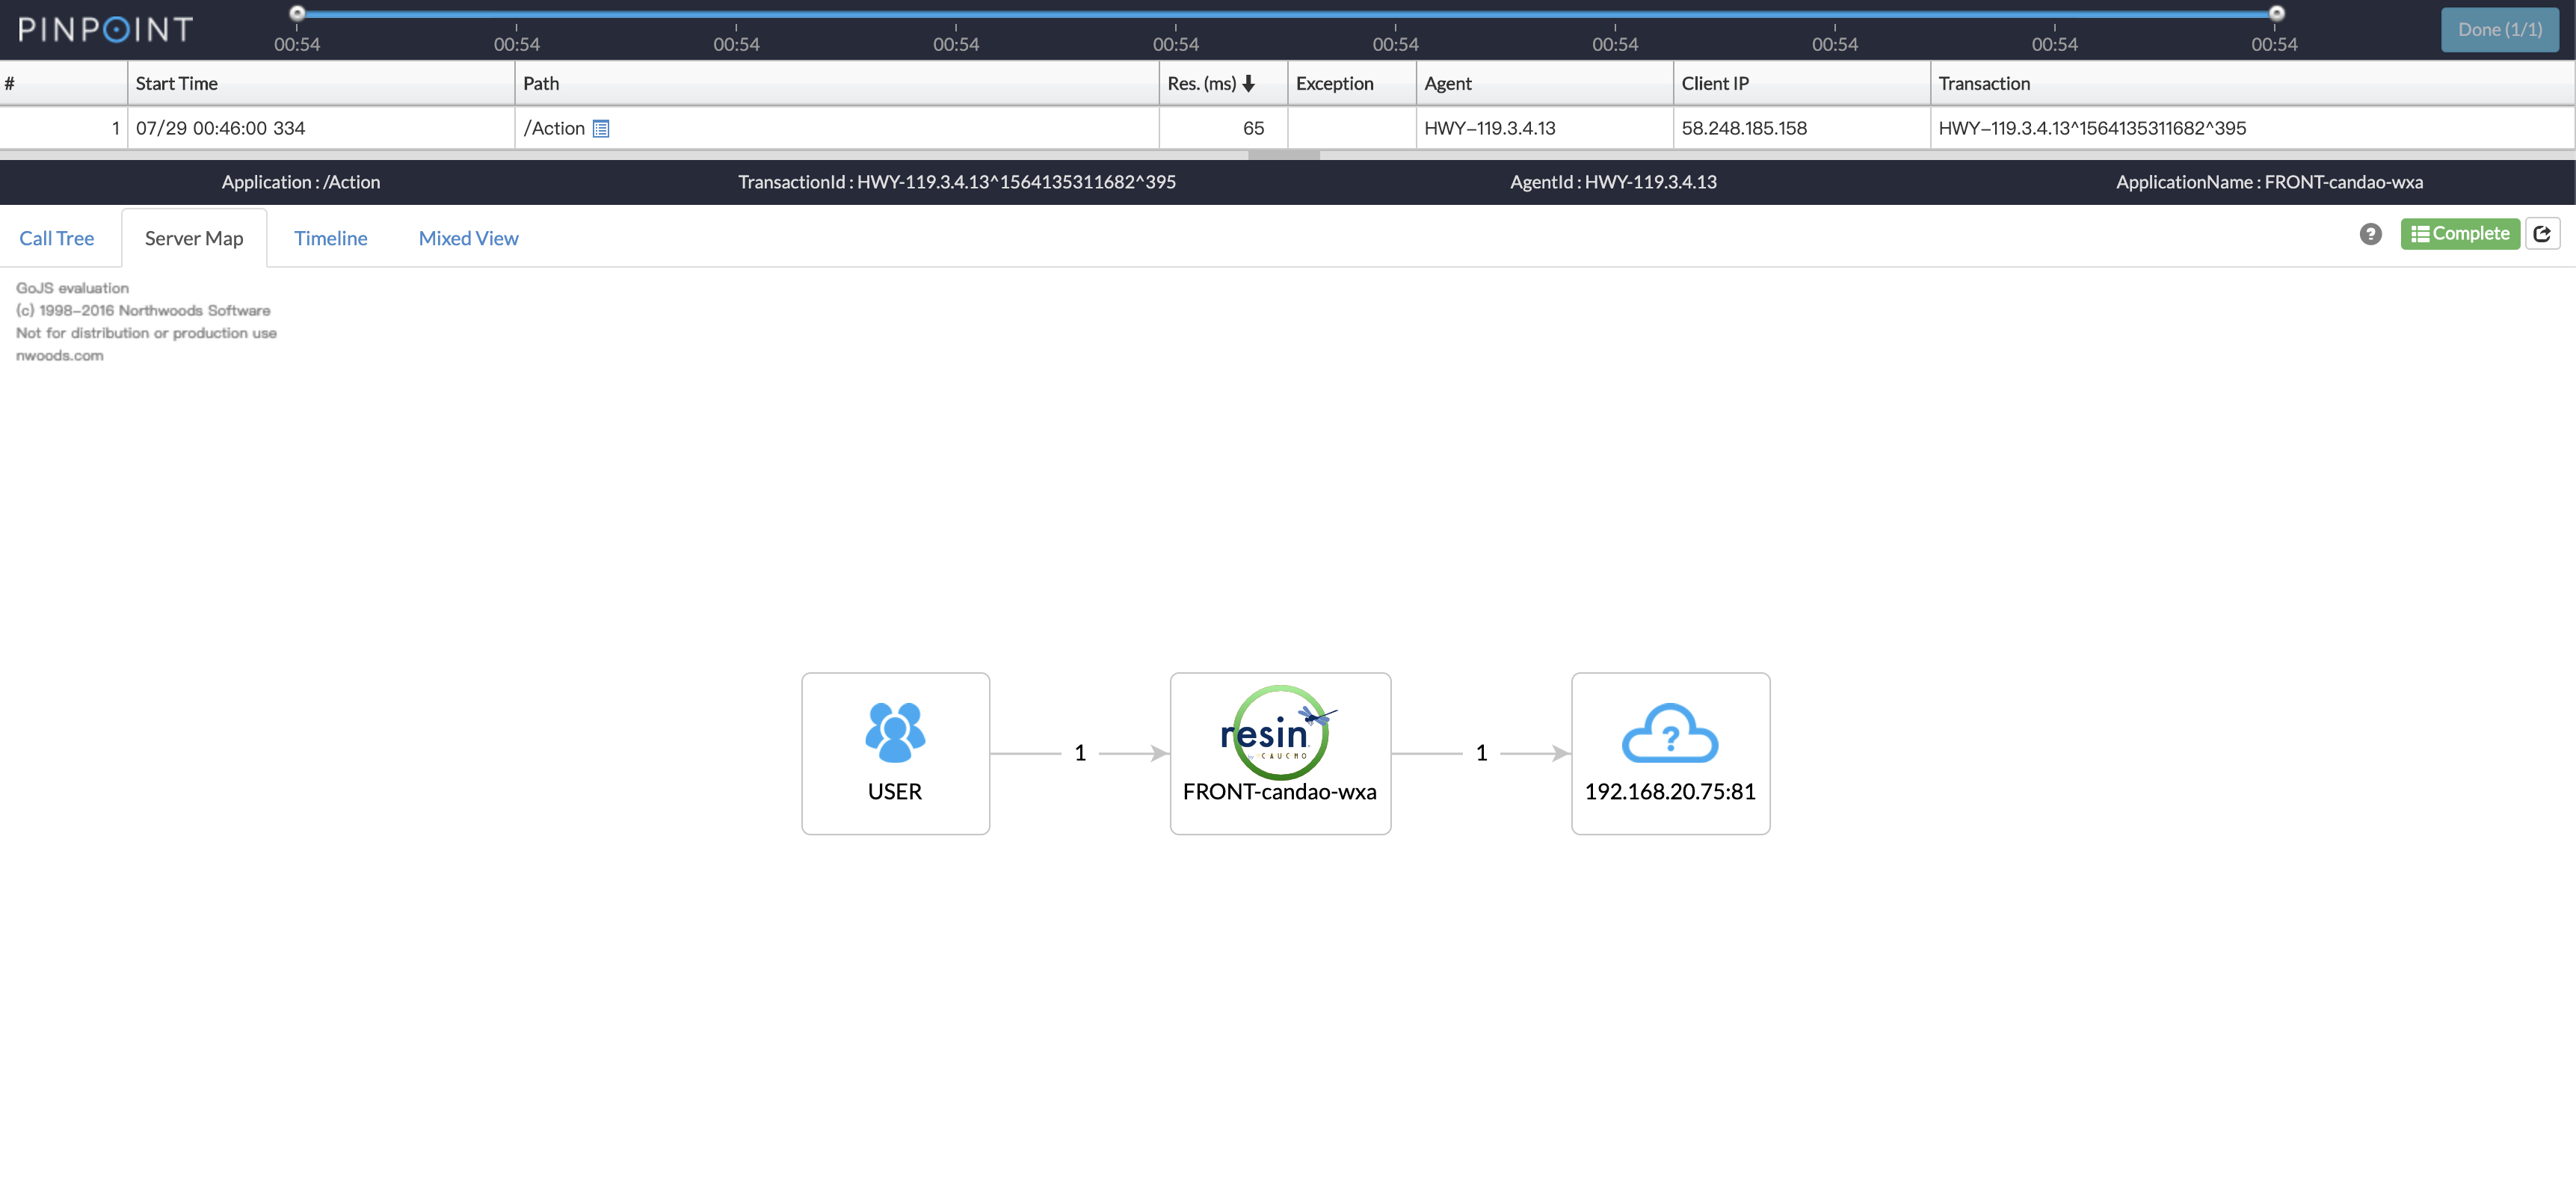 PINPOINT
00:54 00:54 00:54 00:54 00:54 00:54 00:54 00:54 00:54 00:54
Done (1/1)
# Start Time Path Res. (ms) Exception Agent Client IP Transaction
1 07/29 00:46:00 334 /Action 65 HWY-119.3.4.13 58.248.185.158 HWY-119.3.4.13^1564135311682^395
Application : /Action TransactionId : HWY-119.3.4.13^1564135311682^395 AgentId : HWY-119.3.4.13 ApplicationName : FRONT-candao-wxa
Call Tree Server Map Timeline Mixed View ? Complete
GoJS evaluation
(c) 1998-2016 Northwoods Software
Not for distribution or production use
nwoods.com
resin
by CAUCHO
1 1
?
USER FRONT-candao-wxa 192.168.20.75:81